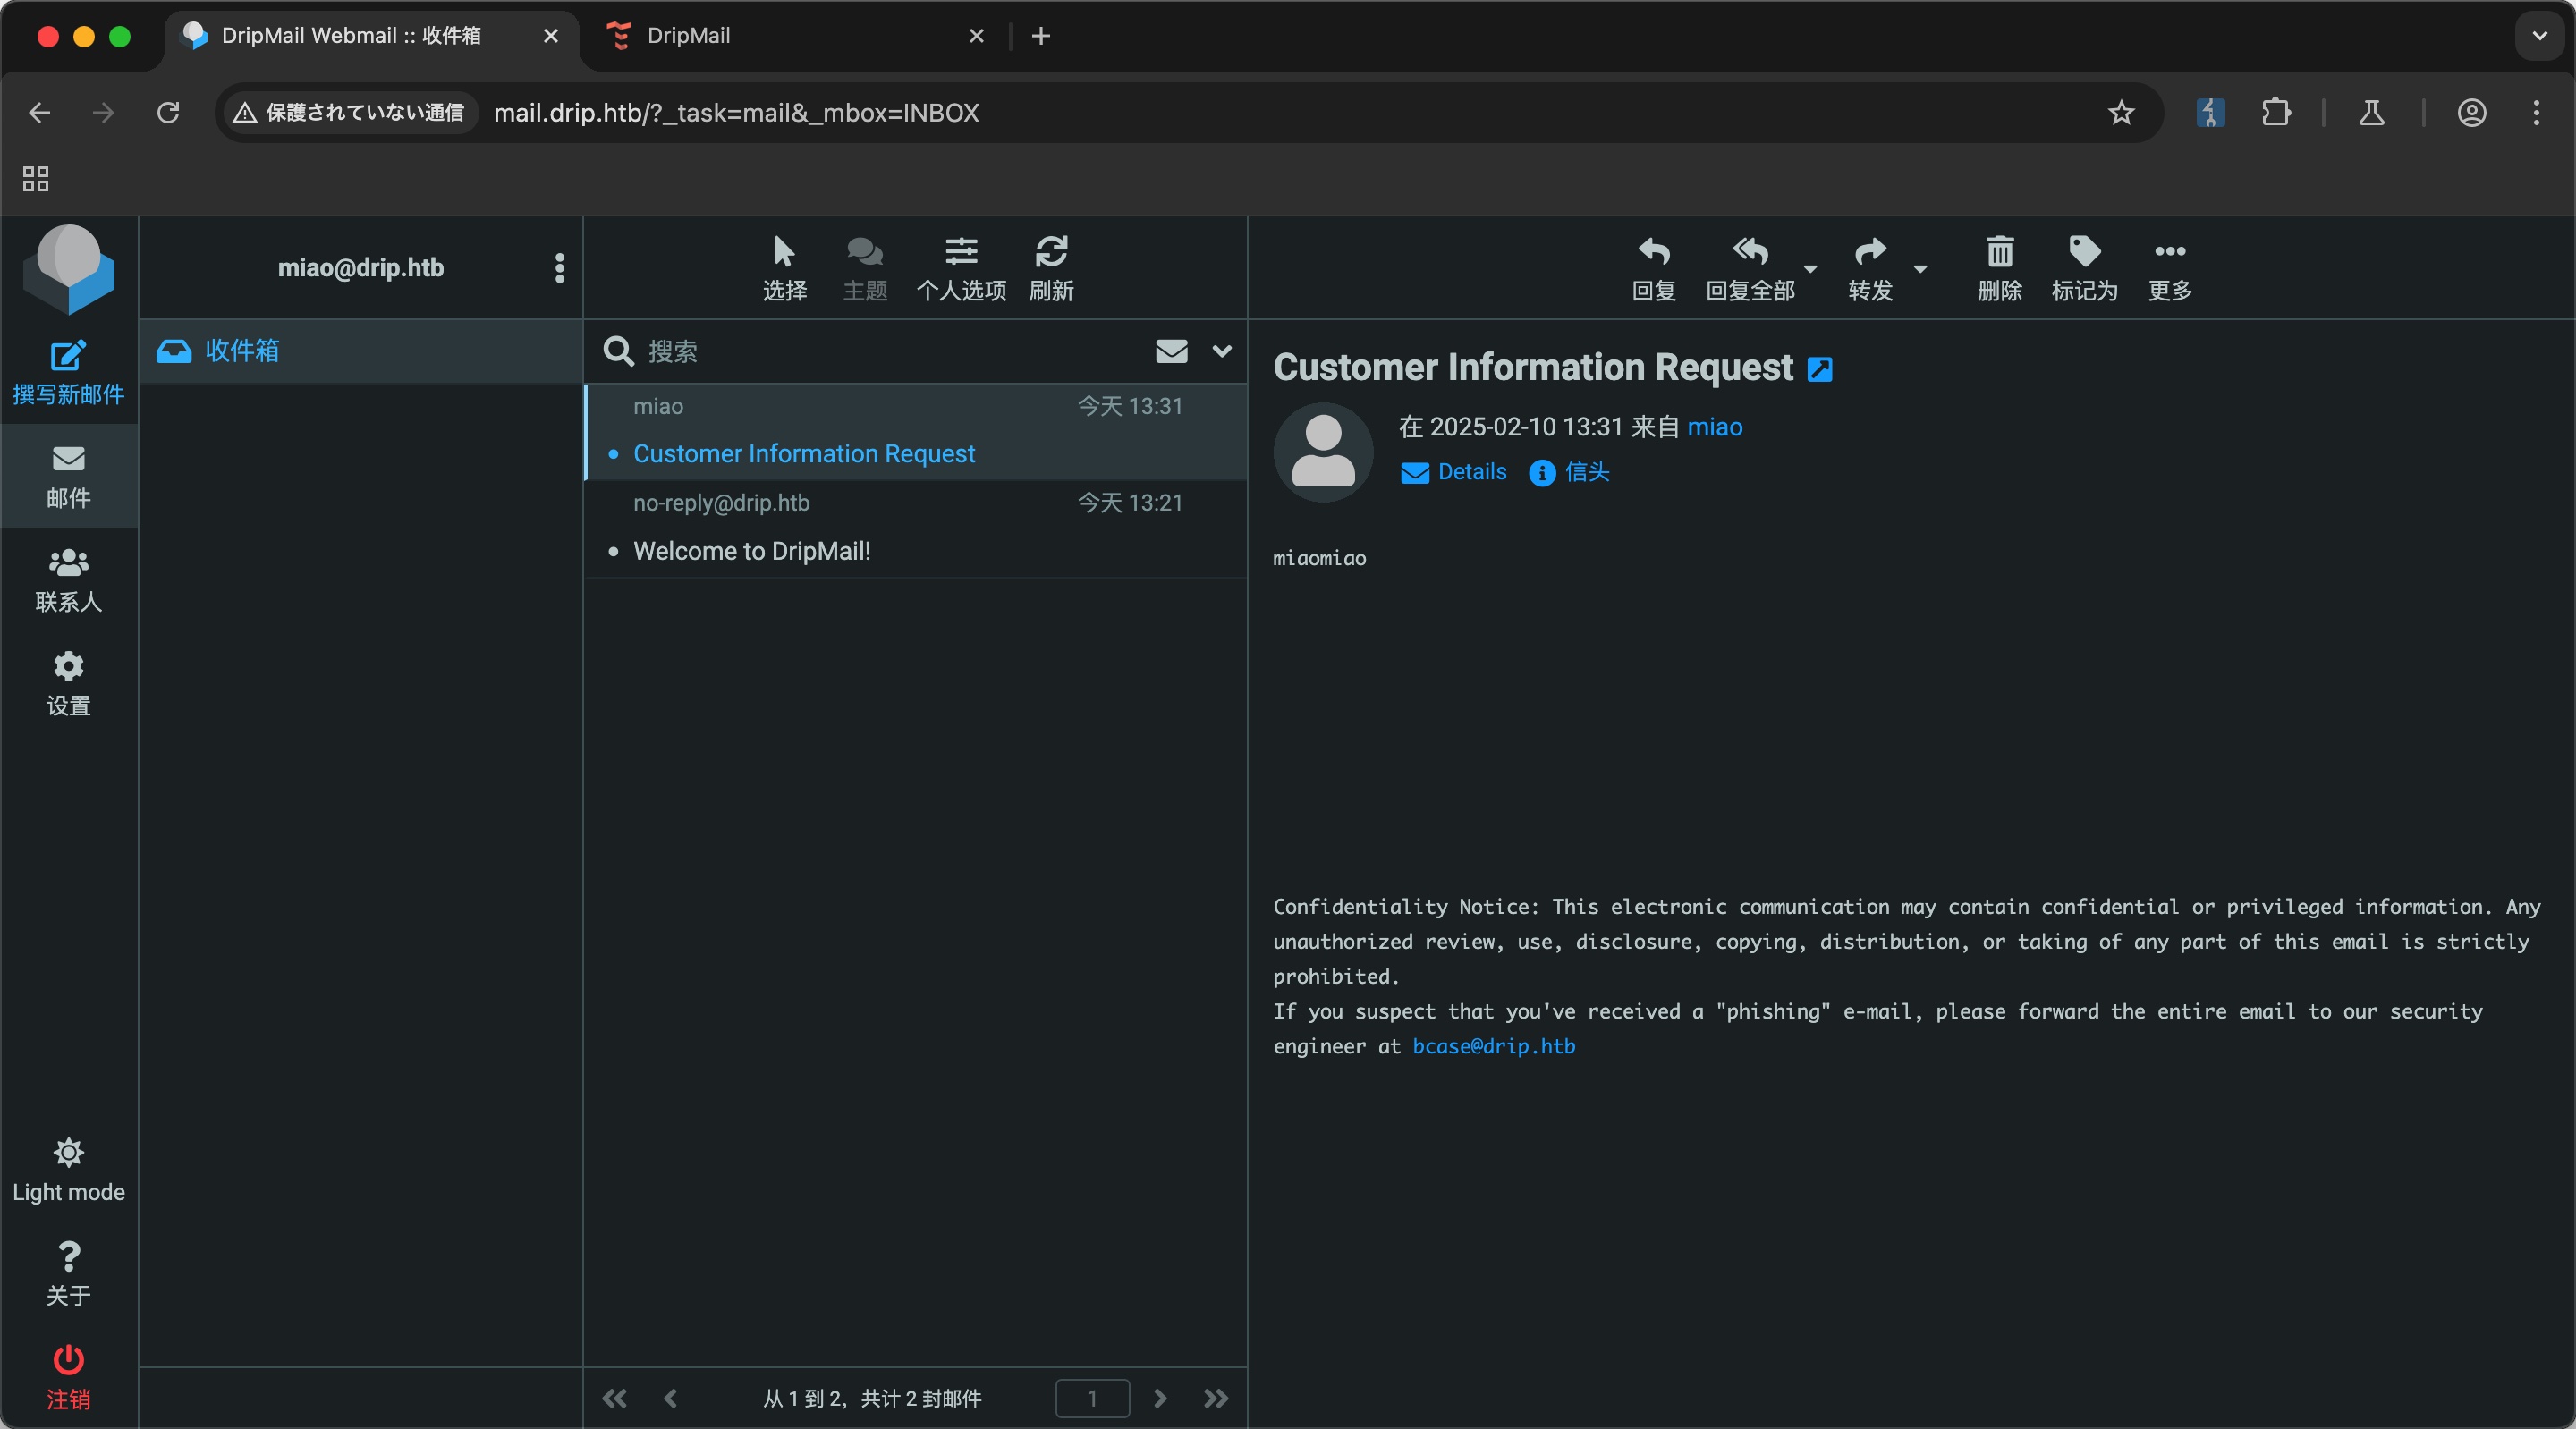 DripMail Webmail :: 收件箱
DripMail
保護されていない通信
mail.drip.htb/?_task=mail&_mbox=INBOX
miao@drip.htb
选择
主题
个人选项
刷新
回复
回复全部
转发
删除
标记为
更多
撰写新邮件
邮件
联系人
设置
Light mode
关于
注销
收件箱
搜索
miao 今天 13:31
Customer Information Request
no-reply@drip.htb 今天 13:21
Welcome to DripMail!
从 1 到 2，共计 2 封邮件
1
Customer Information Request
在 2025-02-10 13:31 来自 miao
Details 信头
miaomiao
Confidentiality Notice: This electronic communication may contain confidential or privileged information. Any
unauthorized review, use, disclosure, copying, distribution, or taking of any part of this email is strictly
prohibited.
If you suspect that you've received a "phishing" e-mail, please forward the entire email to our security
engineer at bcase@drip.htb